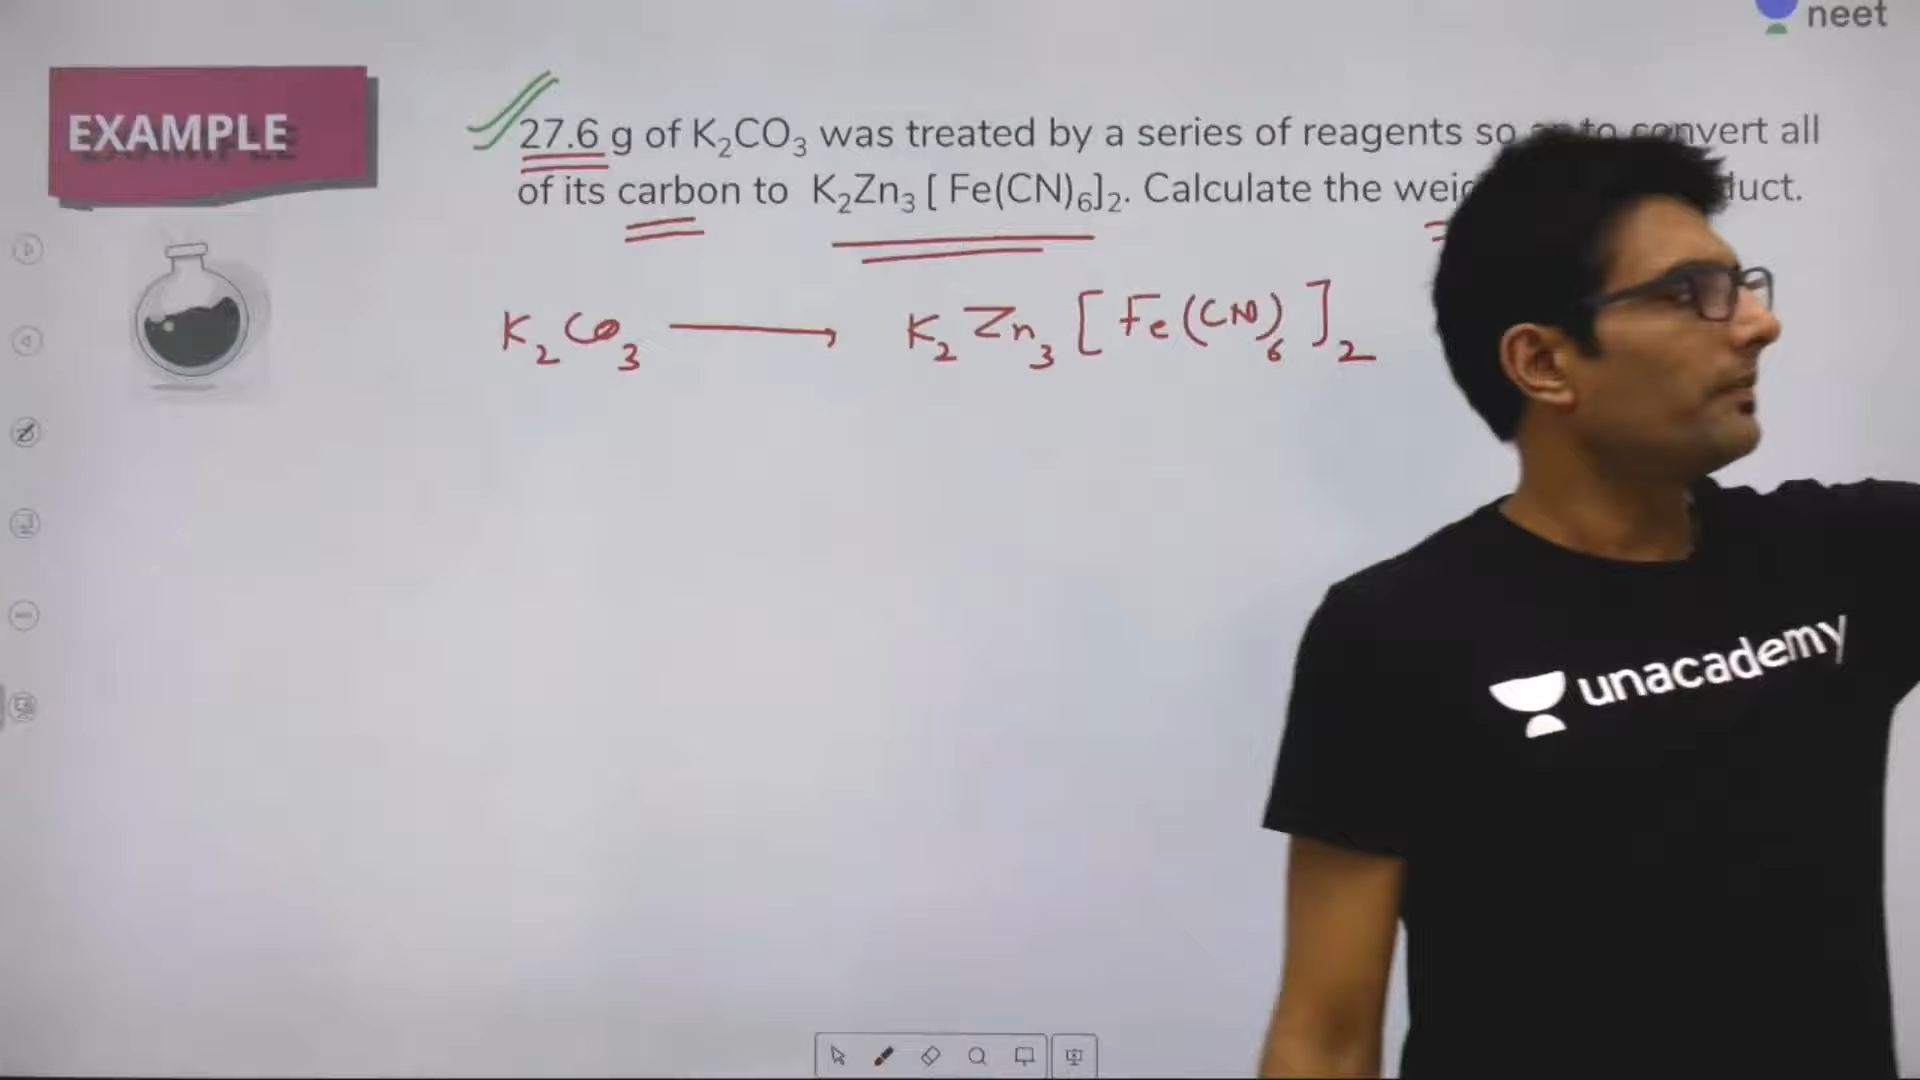 neet
EXAMPLE
27.6 g of K₂CO₃ was treated by a series of reagents so to convert all
of its carbon to K₂Zn₃ [ Fe(CN)₆]₂. Calculate the
K₂CO₃ → K₂Zn₃ [Fe(CN)₆]₂
unacademy